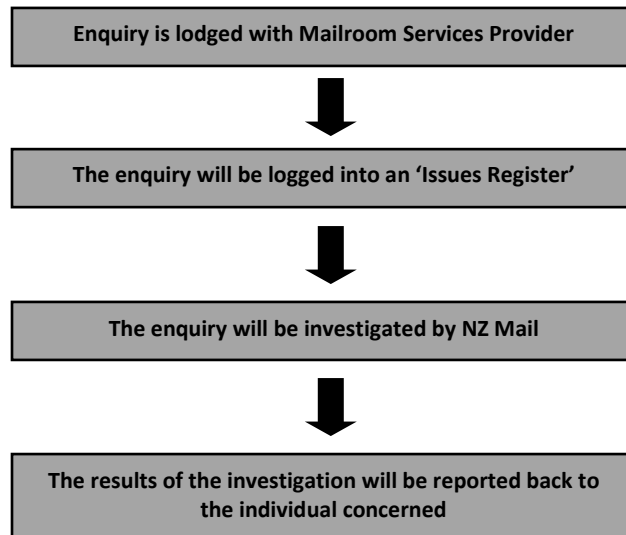 Enquiry is lodged with Mailroom Services Provider
The enquiry will be logged into an ‘Issues Register’
The enquiry will be investigated by NZ Mail
The results of the investigation will be reported back to
the individual concerned